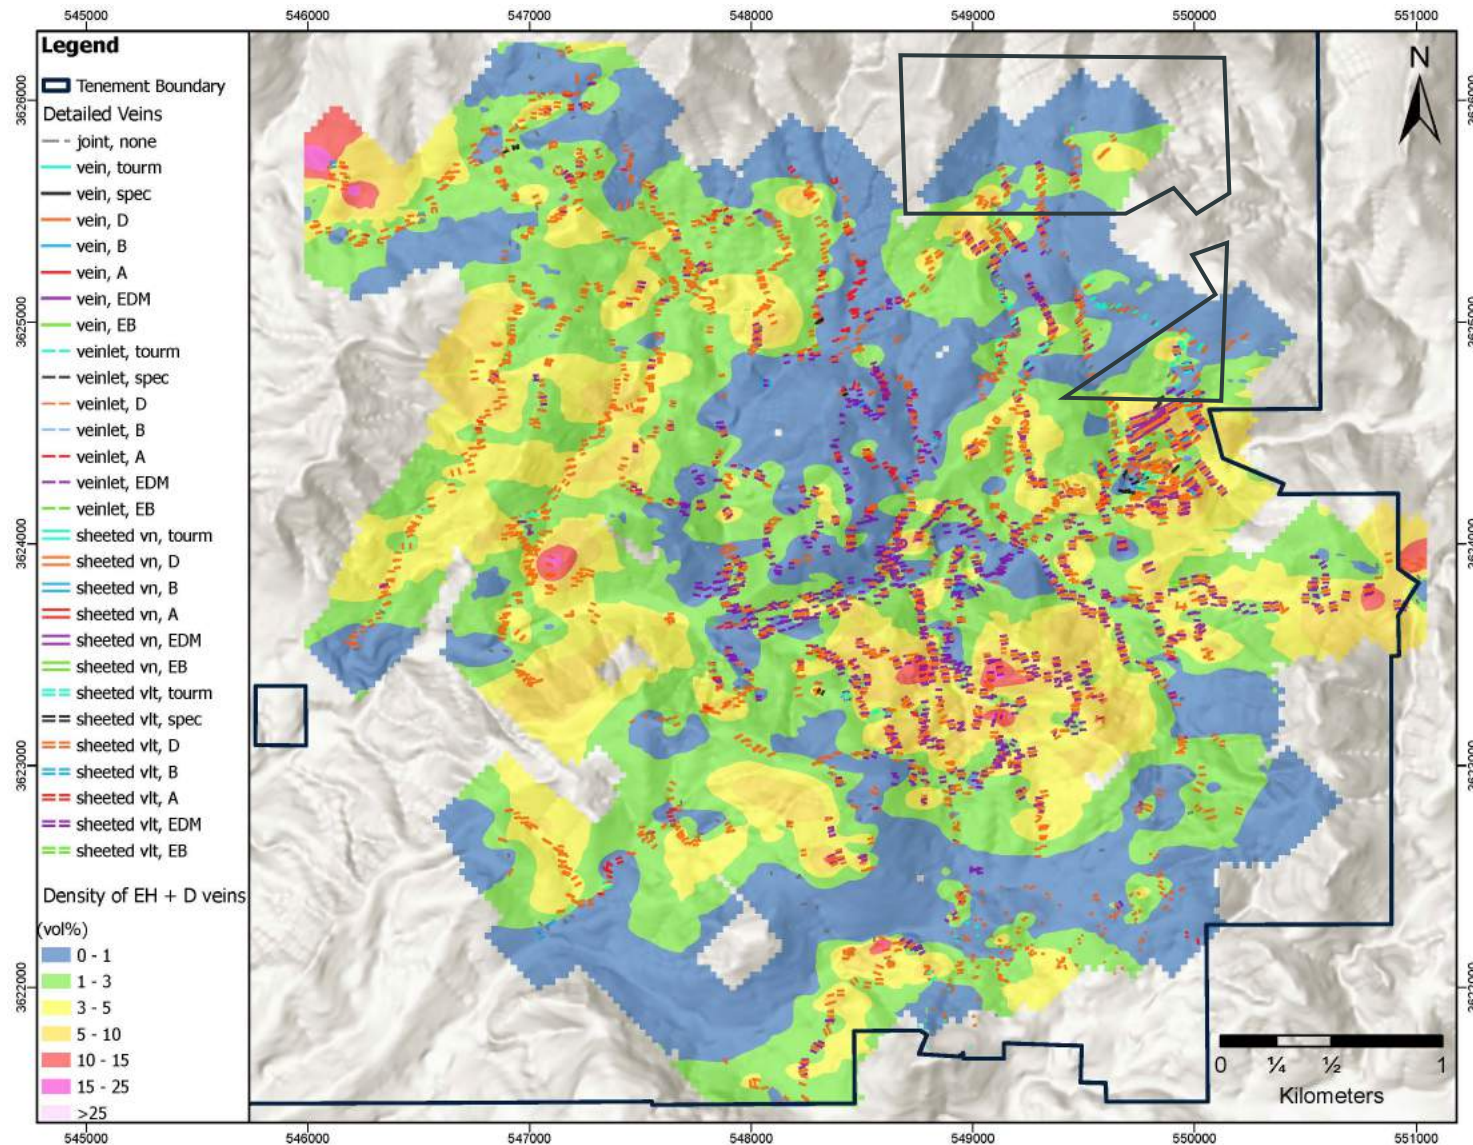 545000 546000 547000 548000 549000 550000 551000
Legend
Tenement Boundary
Detailed Veins
joint, none
vein, tourm
vein, spec
vein, D
vein, B
vein, A
vein, EDM
vein, EB
veinlet, tourm
veinlet, spec
veinlet, D
veinlet, B
veinlet, A
veinlet, EDM
veinlet, EB
sheeted vn, tourm
sheeted vn, D
sheeted vn, B
sheeted vn, A
sheeted vn, EDM
sheeted vn, EB
sheeted vlt, tourm
sheeted vlt, spec
sheeted vlt, D
sheeted vlt, B
sheeted vlt, A
sheeted vlt, EDM
sheeted vlt, EB
Density of EH + D veins
(vol%)
0 - 1
1 - 3
3 - 5
5 - 10
10 - 15
15 - 25
>25
3626000
3625000
3624000
3623000
3622000
N
3626000
3625000
3624000
3623000
3622000
0 ¼ ½ 1
Kilometers
545000 546000 547000 548000 549000 550000 551000